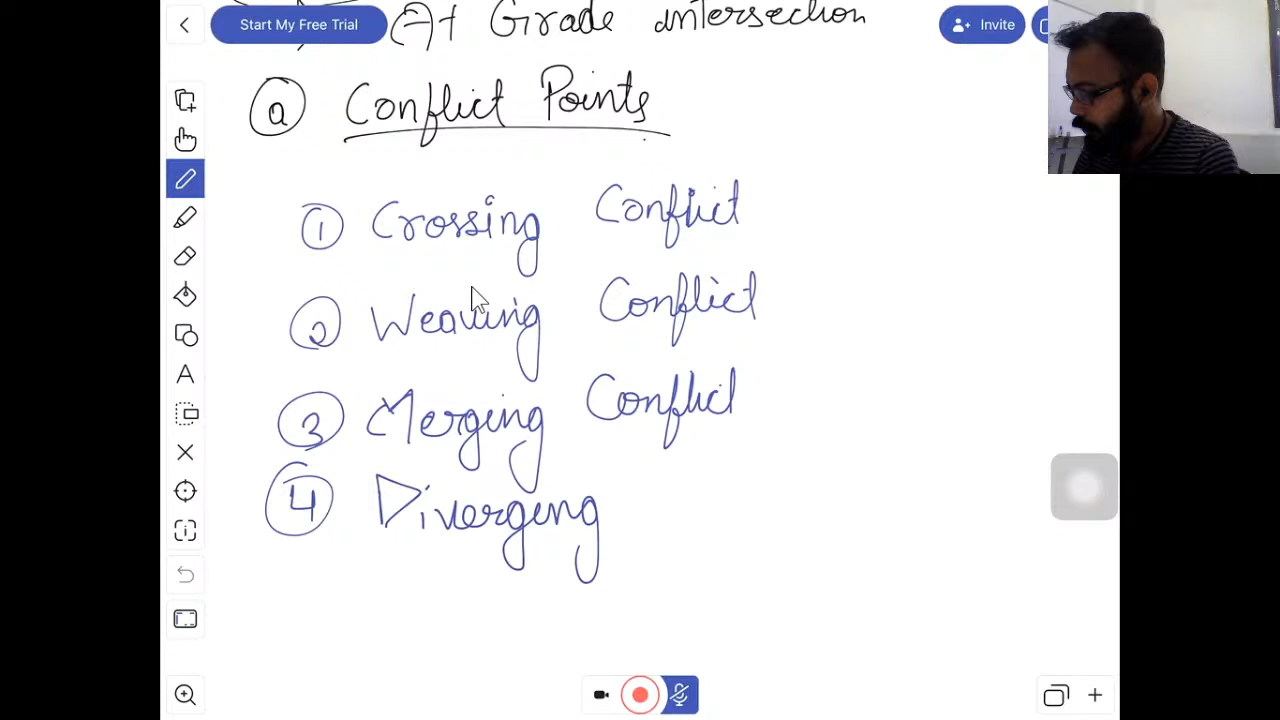 Start My Free Trial
At Grade intersection
Invite
a Conflict Points
1 Crossing Conflict
2 Weaving Conflict
3 Merging Conflict
4 Diverging
A